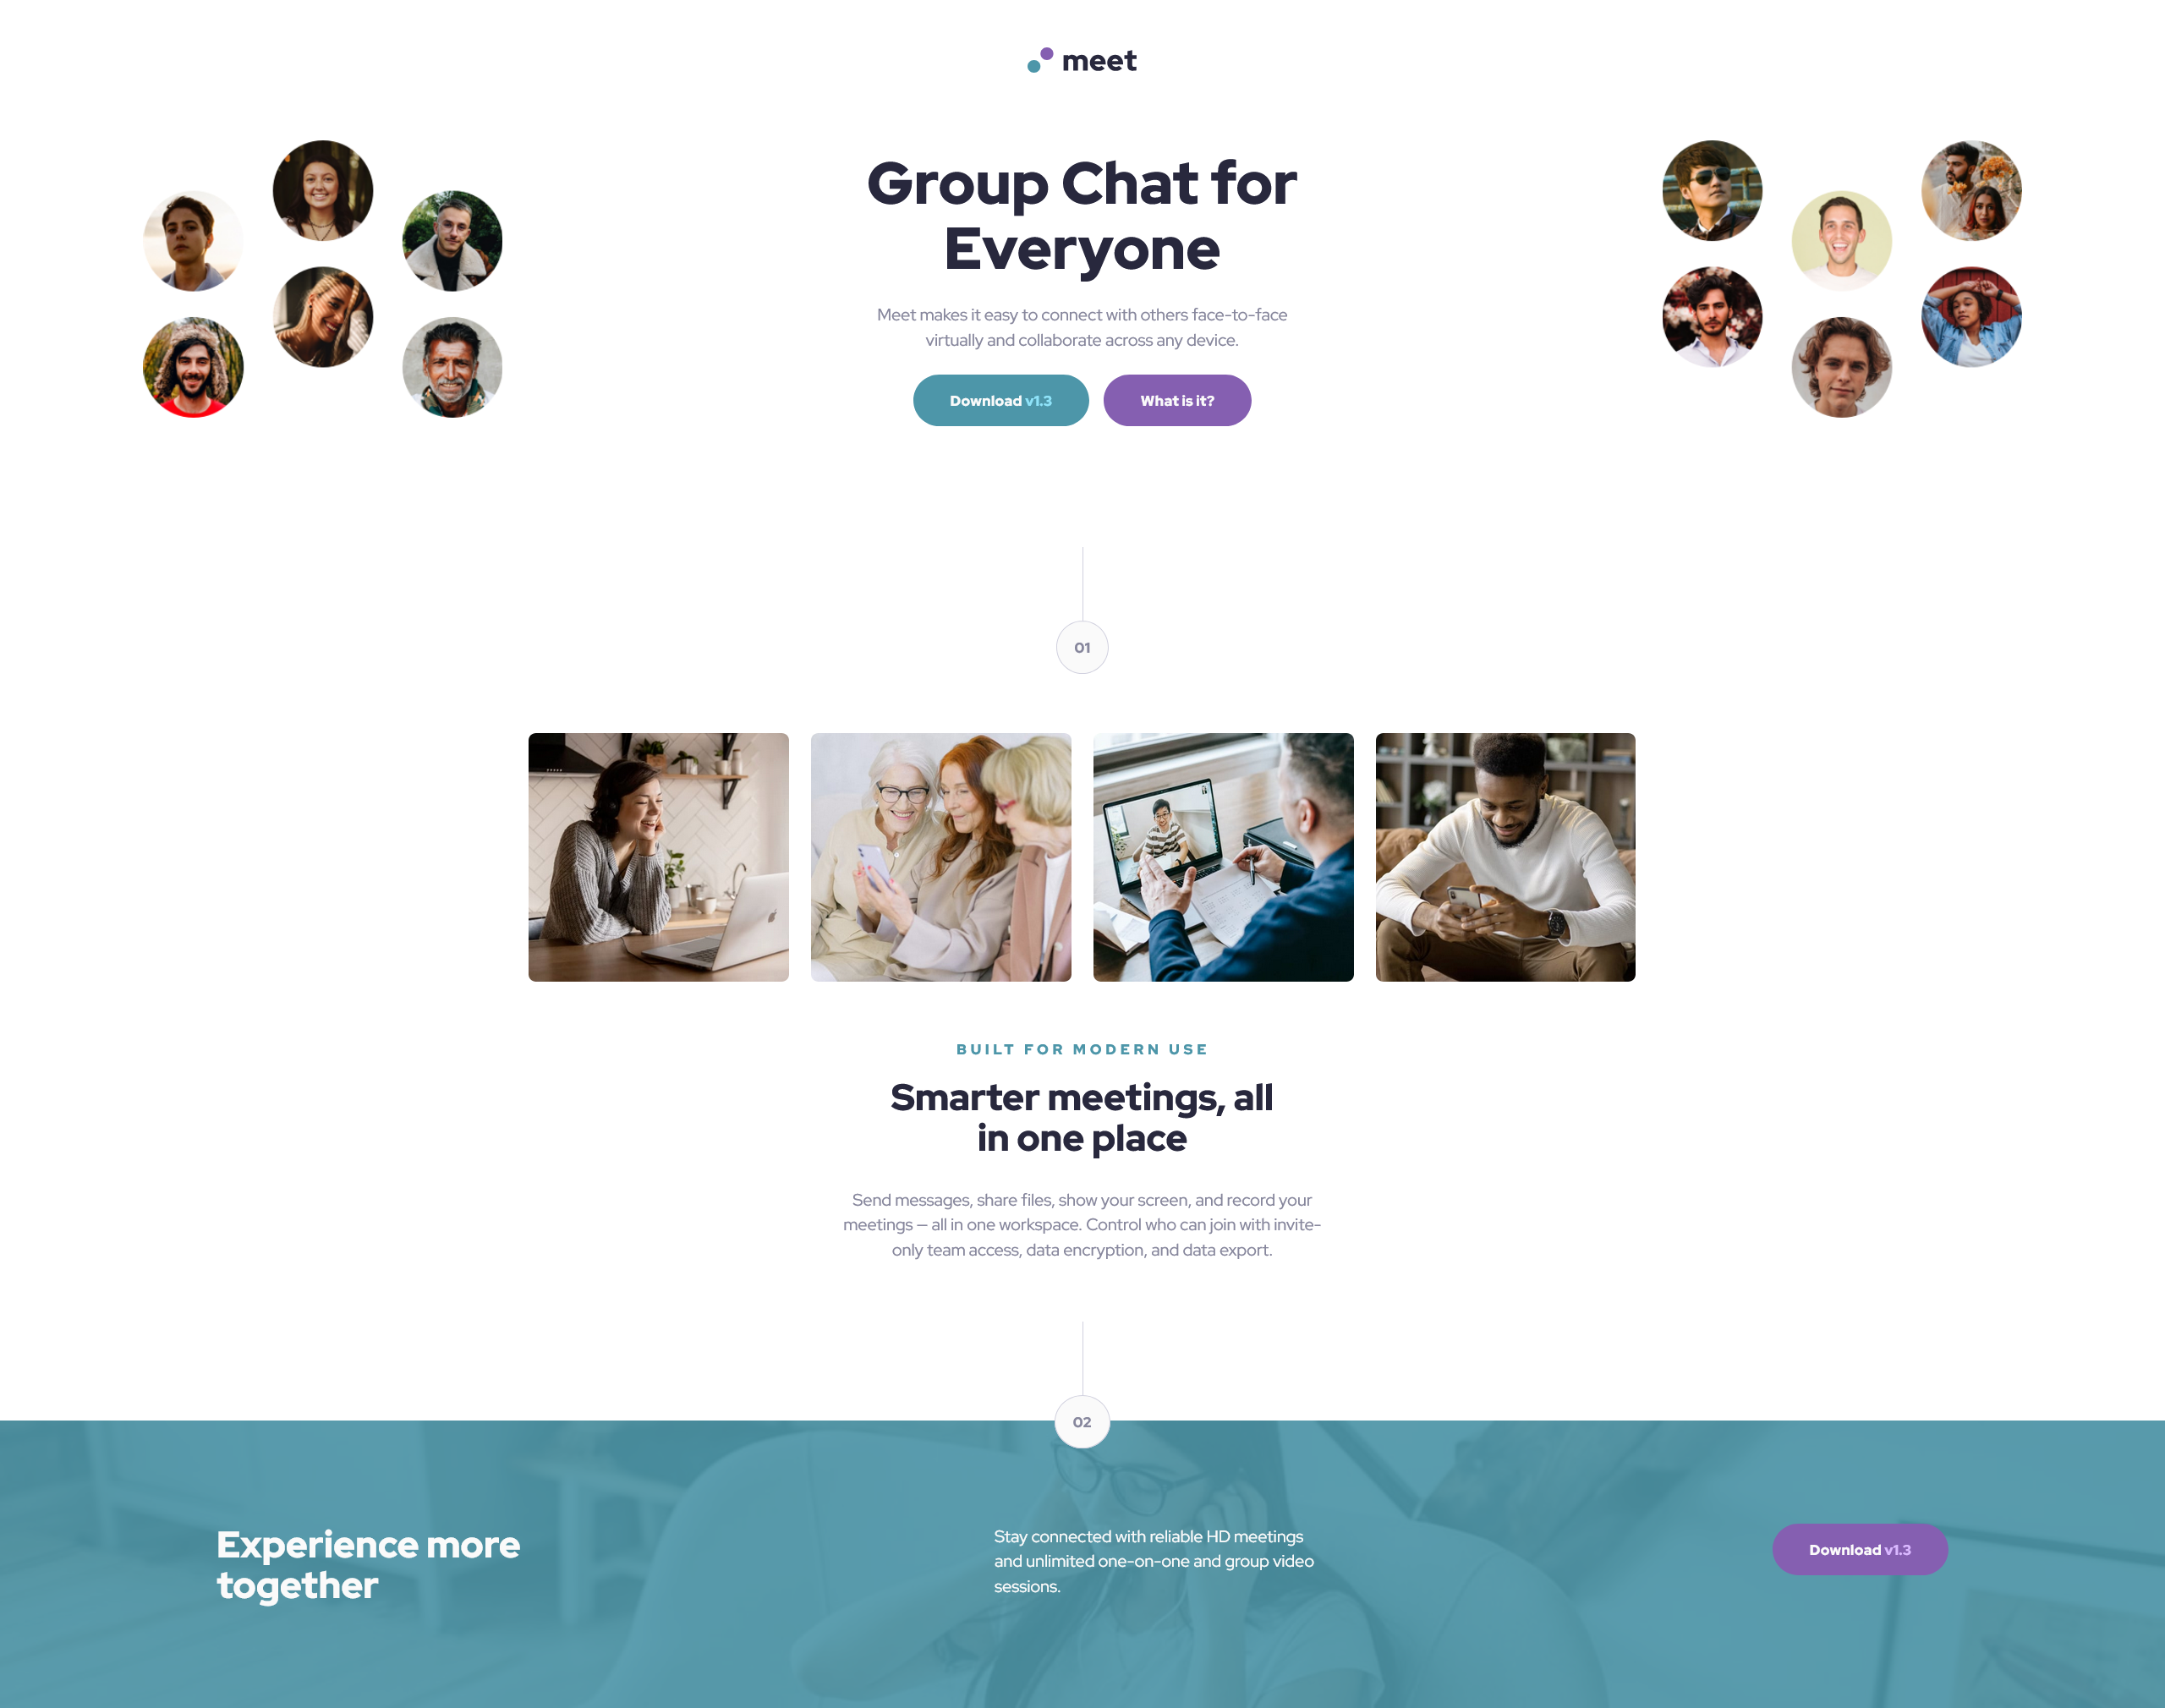 meet
Group Chat for
Everyone
Meet makes it easy to connect with others face-to-face
virtually and collaborate across any device.
Download v1.3
What is it?
01
BUILT FOR MODERN USE
Smarter meetings, all
in one place
Send messages, share files, show your screen, and record your
meetings — all in one workspace. Control who can join with invite-
only team access, data encryption, and data export.
02
Experience more
together
Stay connected with reliable HD meetings
and unlimited one-on-one and group video
sessions.
Download v1.3